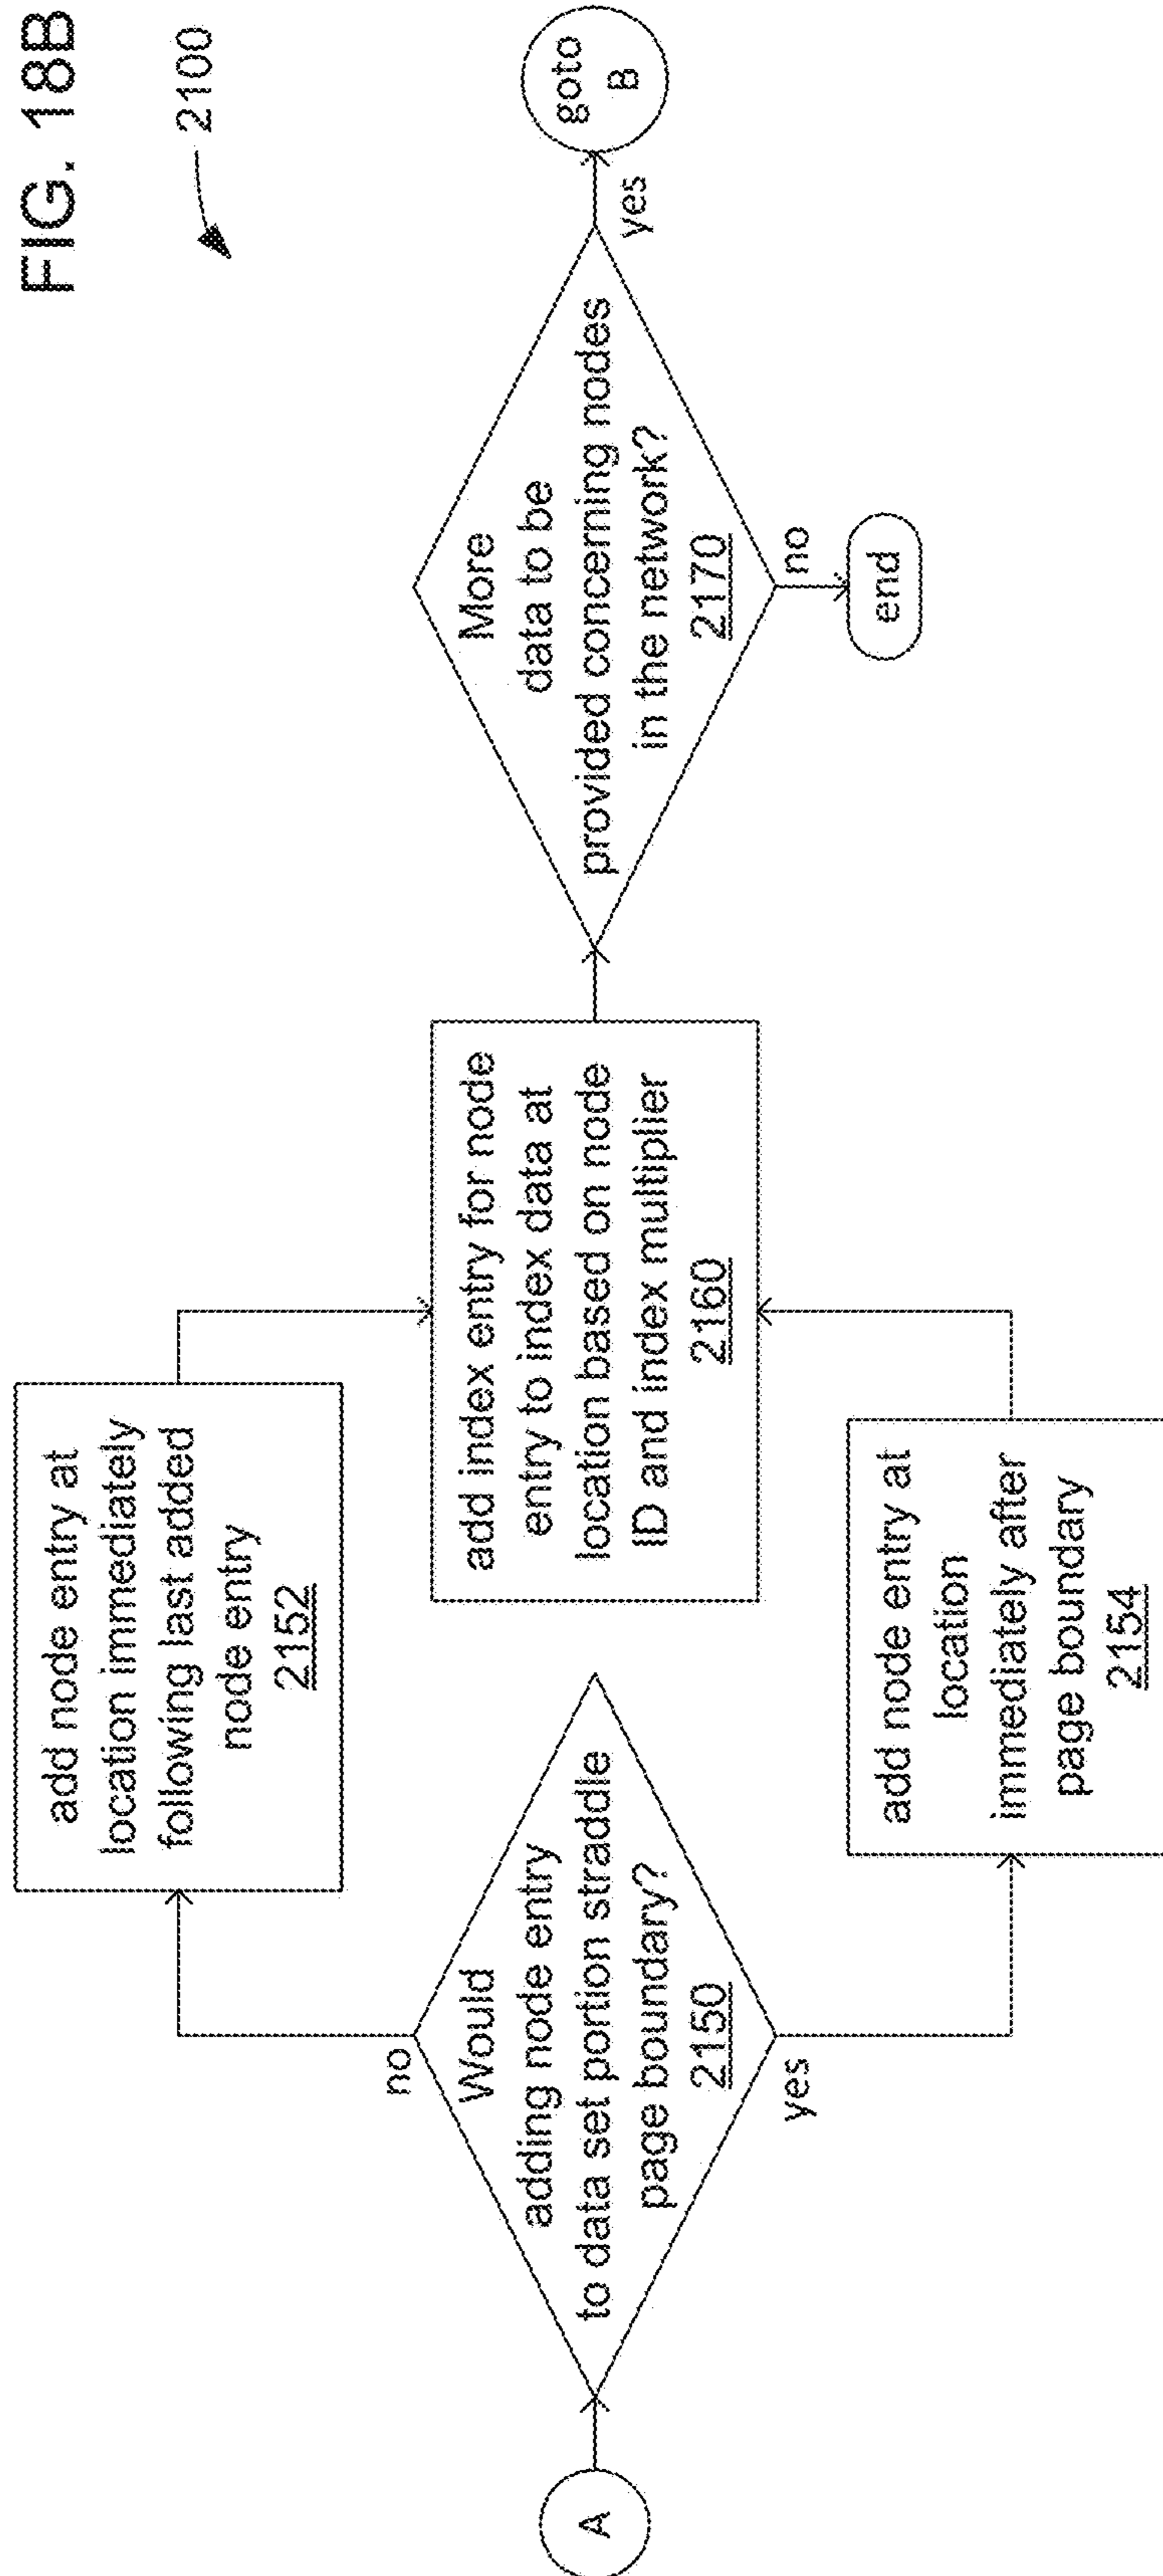 FIG. 18B
2100
A
Would
adding node entry
to data set portion straddle
page boundary?
2150
no
yes
add node entry at
location immediately
following last added
node entry
2152
add node entry at
location
immediately after
page boundary
2154
add index entry for node
entry to index data at
location based on node
ID and index multiplier
2160
More
data to be
provided concerning nodes
in the network?
2170
no
end
yes
goto
B